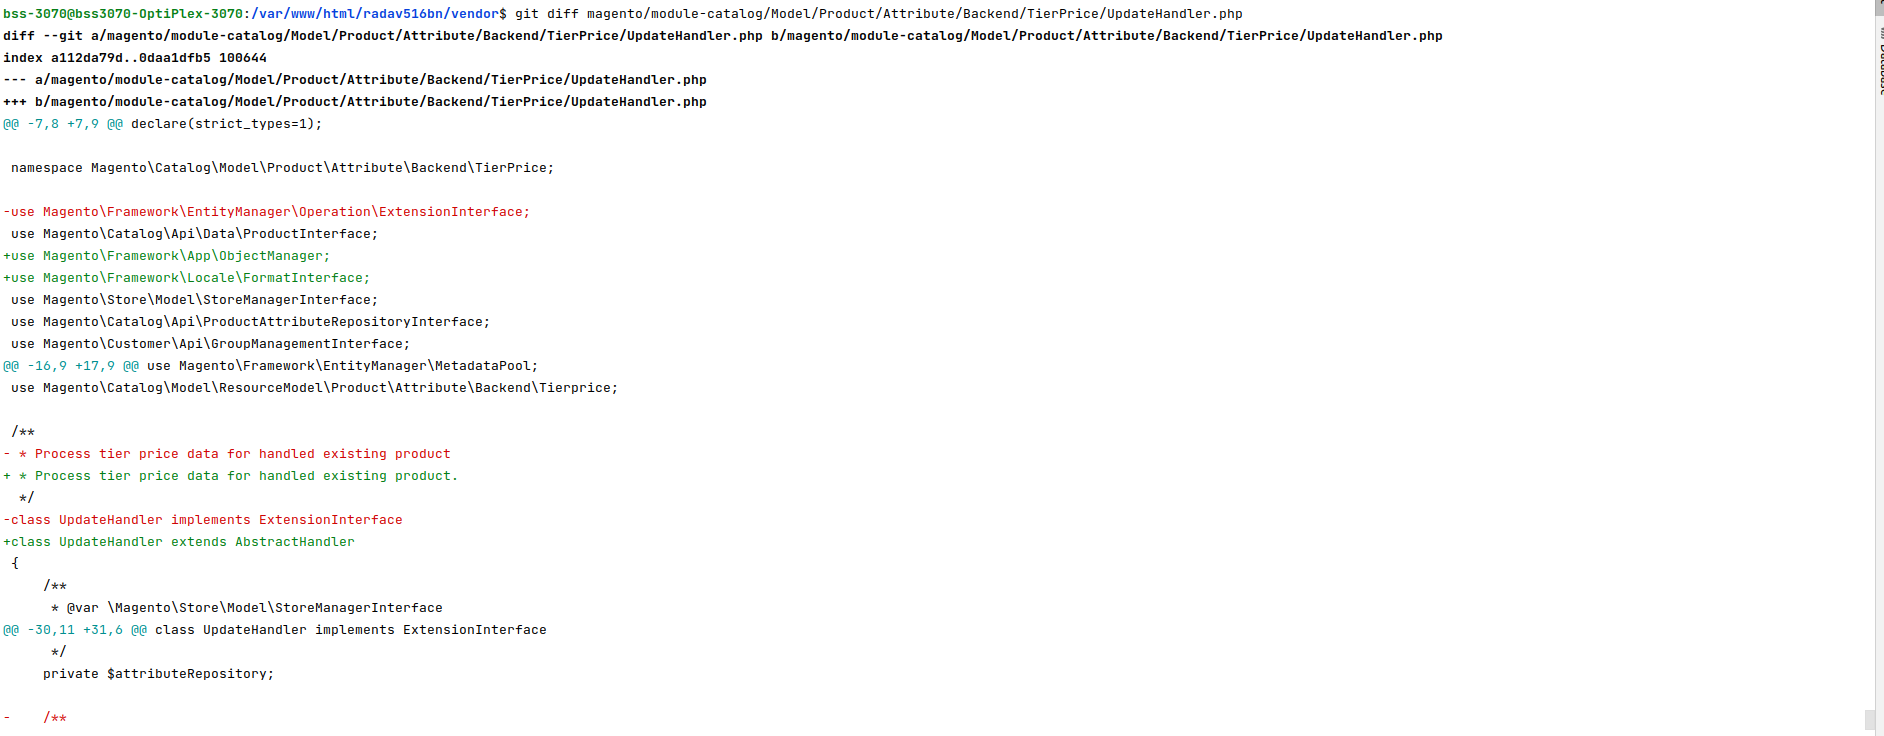 bss-3070@bss3070-OptiPlex-3070:/var/www/html/radav516bn/vendor$ git diff magento/module-catalog/Model/Product/Attribute/Backend/TierPrice/UpdateHandler.php
diff --git a/magento/module-catalog/Model/Product/Attribute/Backend/TierPrice/UpdateHandler.php b/magento/module-catalog/Model/Product/Attribute/Backend/TierPrice/UpdateHandler.php
index a112da79d..0daa1dfb5 100644
--- a/magento/module-catalog/Model/Product/Attribute/Backend/TierPrice/UpdateHandler.php
+++ b/magento/module-catalog/Model/Product/Attribute/Backend/TierPrice/UpdateHandler.php
@@ -7,8 +7,9 @@ declare(strict_types=1);
 namespace Magento\Catalog\Model\Product\Attribute\Backend\TierPrice;
-use Magento\Framework\EntityManager\Operation\ExtensionInterface;
 use Magento\Catalog\Api\Data\ProductInterface;
+use Magento\Framework\App\ObjectManager;
+use Magento\Framework\Locale\FormatInterface;
 use Magento\Store\Model\StoreManagerInterface;
 use Magento\Catalog\Api\ProductAttributeRepositoryInterface;
 use Magento\Customer\Api\GroupManagementInterface;
@@ -16,9 +17,9 @@ use Magento\Framework\EntityManager\MetadataPool;
 use Magento\Catalog\Model\ResourceModel\Product\Attribute\Backend\Tierprice;
 /**
- * Process tier price data for handled existing product
+ * Process tier price data for handled existing product.
  */
-class UpdateHandler implements ExtensionInterface
+class UpdateHandler extends AbstractHandler
 {
     /**
      * @var \Magento\Store\Model\StoreManagerInterface
@@ -30,11 +31,6 @@ class UpdateHandler implements ExtensionInterface
      */
     private $attributeRepository;
-    /**